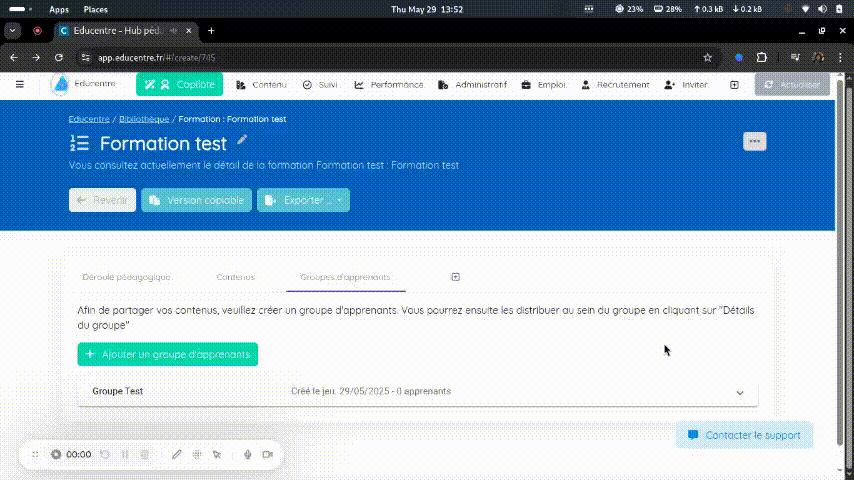 Apps Places Thu May 29 13:52 23% 28% ↑ 0.3 kB ↓ 0.2 kB
Educentre - Hub péd
app.educentre.fr/#/create/745
Educentre Copilote Contenu Suivi Performance Administratif Emploi Recrutement Inviter Actualiser
Educentre / Bibliothèque / Formation : Formation test
Formation test
Vous consultez actuellement le détail de la formation Formation test : Formation test
Revenir Version copiable Exporter ...
Déroulé pédagogique Contenus Groupes d'apprenants
Afin de partager vos contenus, veuillez créer un groupe d'apprenants. Vous pourrez ensuite les distribuer au sein du groupe en cliquant sur "Détails
du groupe"
+ Ajouter un groupe d'apprenants
Groupe Test Créé le jeu. 29/05/2025 - 0 apprenants
Contacter le support
00:00